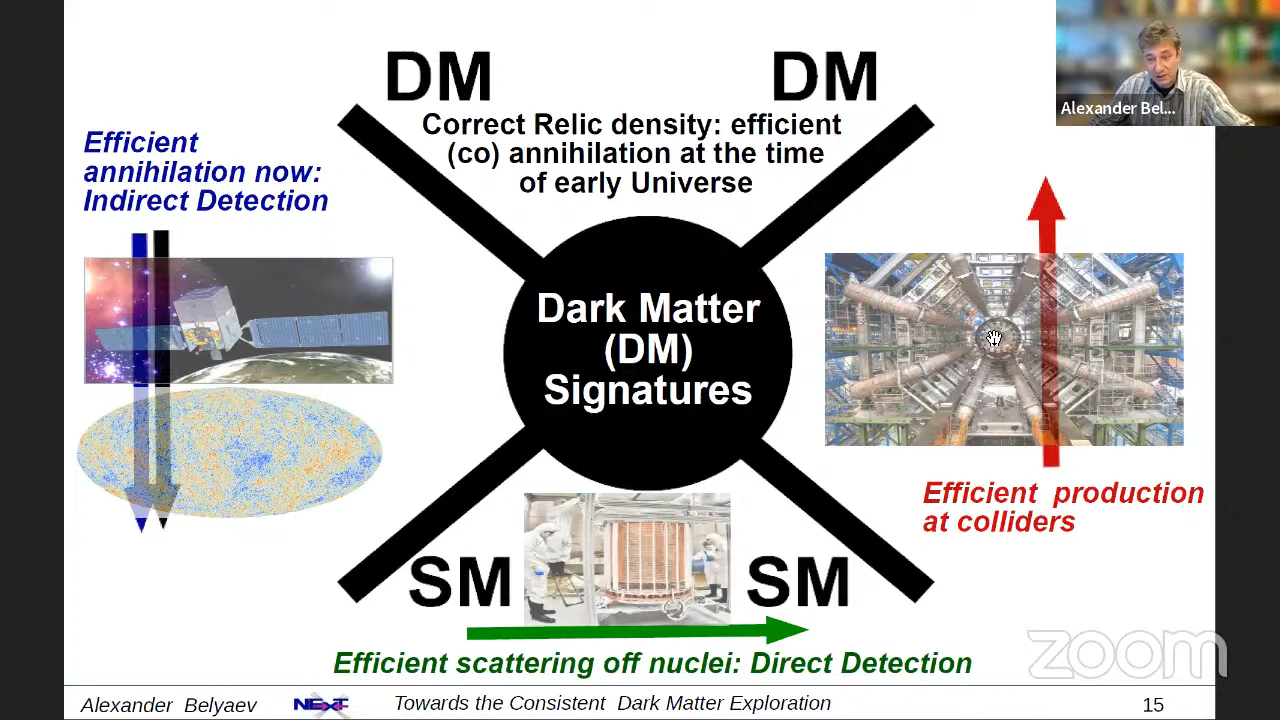 DM
DM
Alexander Bel...
Correct Relic density: efficient
(co) annihilation at the time
of early Universe
Efficient
annihilation now:
Indirect Detection
Dark Matter
(DM)
Signatures
Efficient production
at colliders
SM
SM
Efficient scattering off nuclei: Direct Detection
zoom
Alexander Belyaev
NEXT
Towards the Consistent Dark Matter Exploration
15